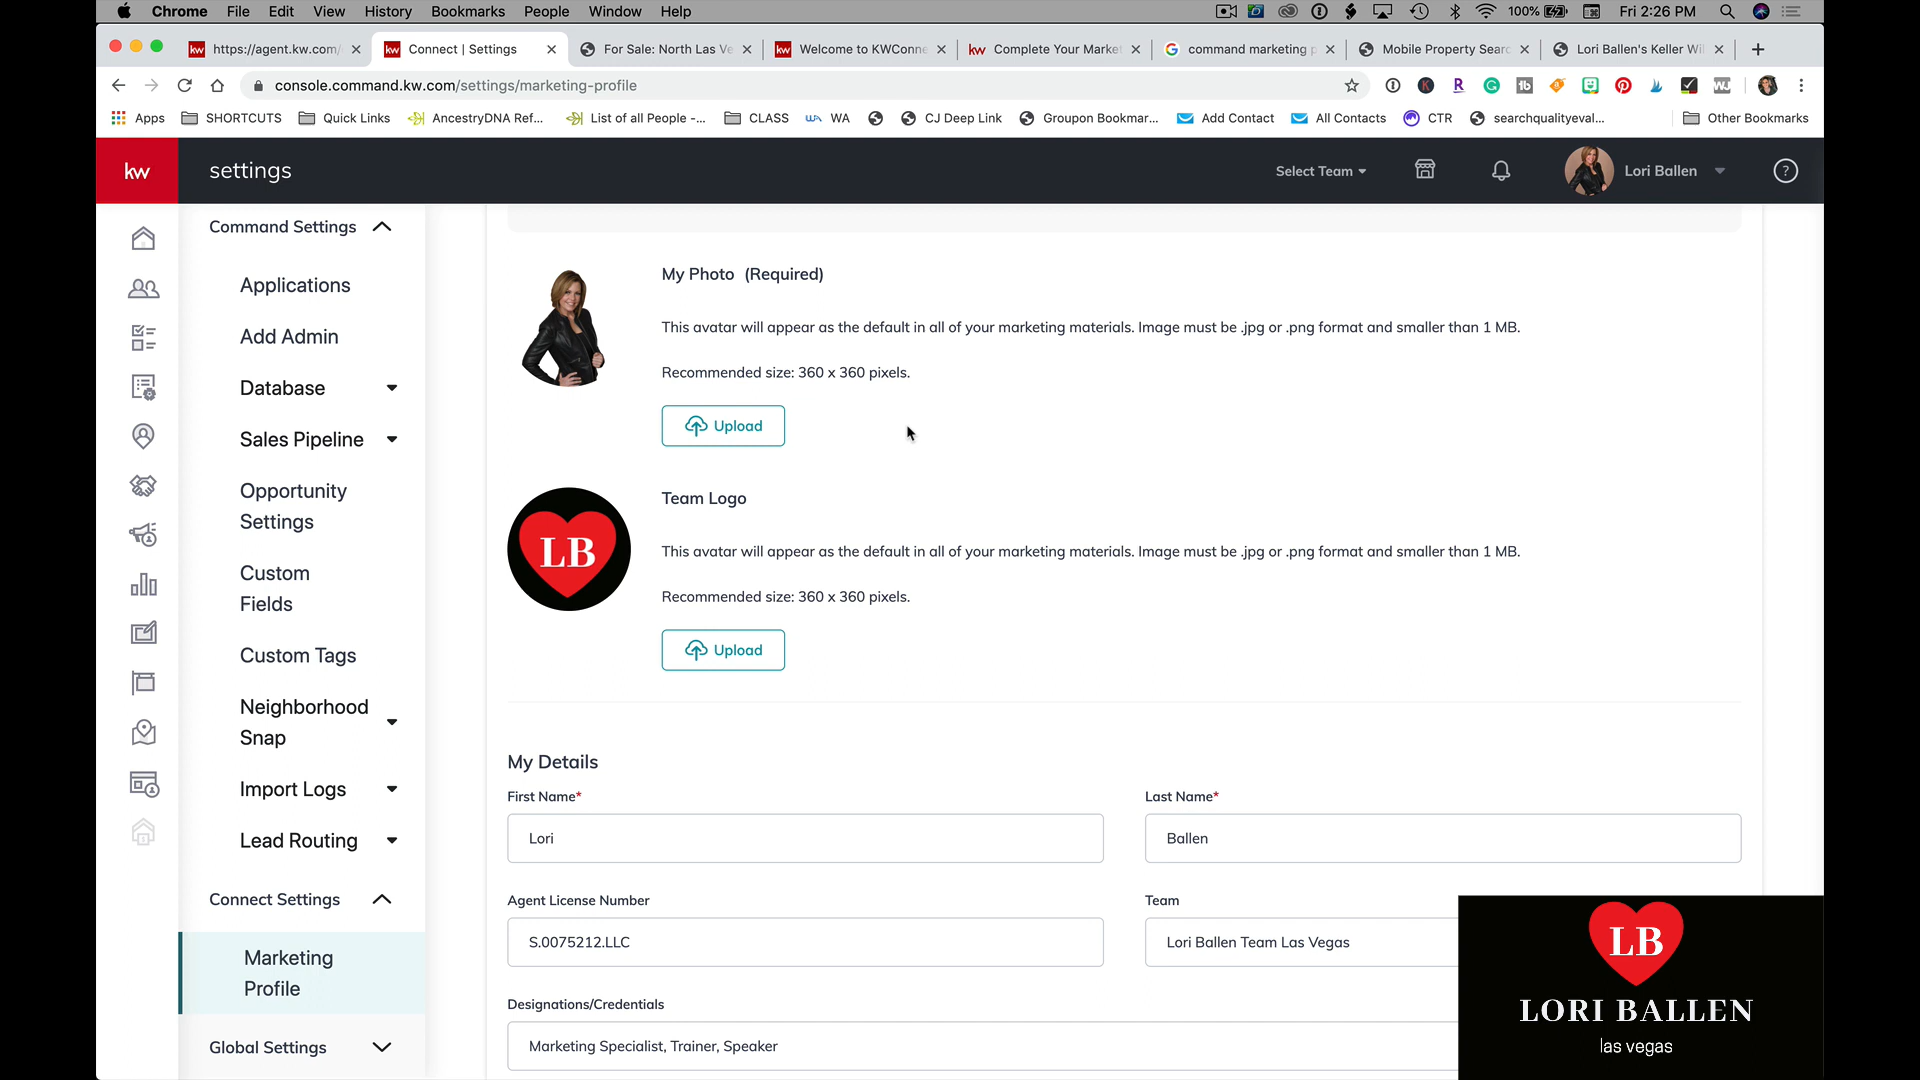 Chrome File Edit View History Bookmarks People Window Help
100% Fri 2:26 PM
https://agent.kw.com/
Connect | Settings
For Sale: North Las Ve
Welcome to KWConne
Complete Your Market
command marketing p
Mobile Property Searc
Lori Ballen's Keller Wil
console.command.kw.com/settings/marketing-profile
Apps SHORTCUTS Quick Links AncestryDNA Ref... List of all People -... CLASS WA CJ Deep Link Groupon Bookmar... Add Contact All Contacts CTR searchqualityeval... Other Bookmarks
kw settings Select Team Lori Ballen ?
Command Settings
Applications
Add Admin
Database
Sales Pipeline
Opportunity
Settings
Custom
Fields
Custom Tags
Neighborhood
Snap
Import Logs
Lead Routing
Connect Settings
Marketing
Profile
Global Settings
My Photo (Required)
This avatar will appear as the default in all of your marketing materials. Image must be .jpg or .png format and smaller than 1 MB.
Recommended size: 360 x 360 pixels.
Upload
LB
Team Logo
This avatar will appear as the default in all of your marketing materials. Image must be .jpg or .png format and smaller than 1 MB.
Recommended size: 360 x 360 pixels.
Upload
My Details
First Name*
Lori
Last Name*
Ballen
Agent License Number
S.0075212.LLC
Team
Lori Ballen Team Las Vegas
Designations/Credentials
Marketing Specialist, Trainer, Speaker
LB
LORI BALLEN
las vegas